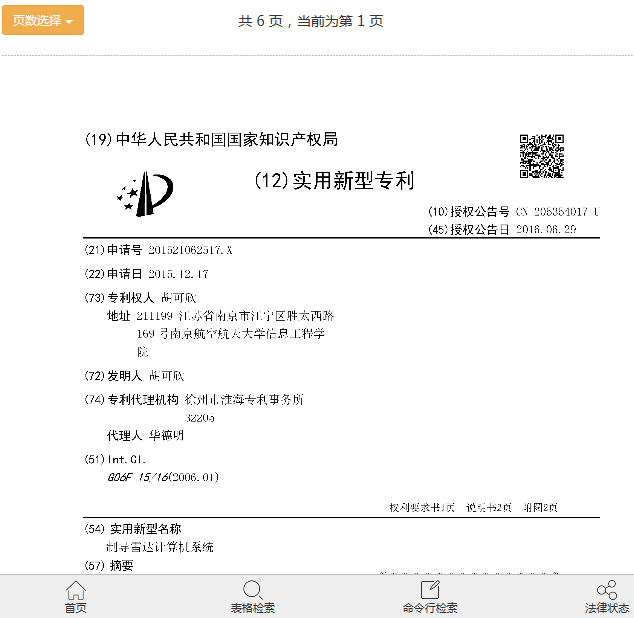 页数选择
共 6 页，当前为第 1 页
(19)中华人民共和国国家知识产权局
(12)实用新型专利
(10)授权公告号 CN 205354017 U
(45)授权公告日 2016.06.29
(21)申请号 201521062517.X
(22)申请日 2015.12.17
(73)专利权人 胡可欣
地址 211199 江苏省南京市江宁区胜太西路
169号南京航空航天大学信息工程学
院
(72)发明人 胡可欣
(74)专利代理机构 徐州市淮海专利事务所
32205
代理人 华德明
(51)Int.Cl.
G06F 15/16(2006.01)
权利要求书1页 说明书2页 附图2页
(54)实用新型名称
制导雷达计算机系统
(57)摘要
首页 表格检索 命令行检索 法律状态